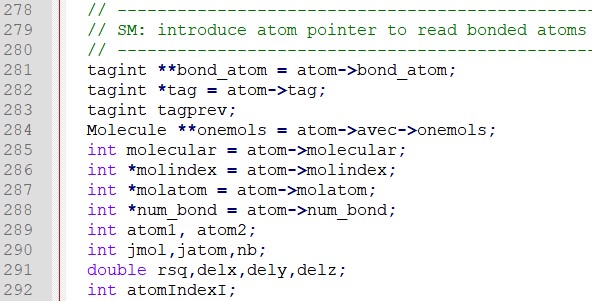 278 // ---------------------------------------------------
279 // SM: introduce atom pointer to read bonded atoms
280 // ---------------------------------------------------
281 tagint **bond_atom = atom->bond_atom;
282 tagint *tag = atom->tag;
283 tagint tagprev;
284 Molecule **onemols = atom->avec->onemols;
285 int molecular = atom->molecular;
286 int *molindex = atom->molindex;
287 int *molatom = atom->molatom;
288 int *num_bond = atom->num_bond;
289 int atom1, atom2;
290 int jmol,jatom,nb;
291 double rsq,delx,dely,delz;
292 int atomIndexI;